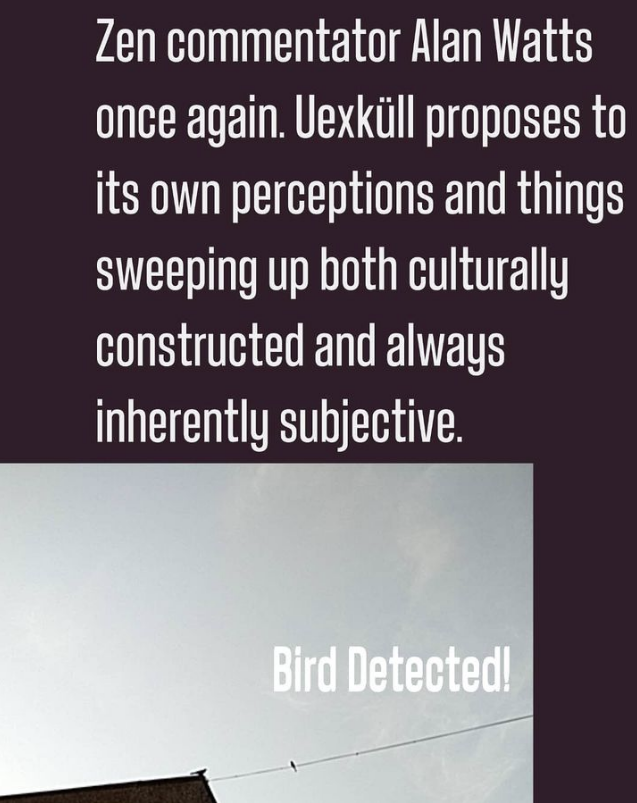 Zen commentator Alan Watts
once again. Uexküll proposes to
its own perceptions and things
sweeping up both culturally
constructed and always
inherently subjective.
Bird Detected!